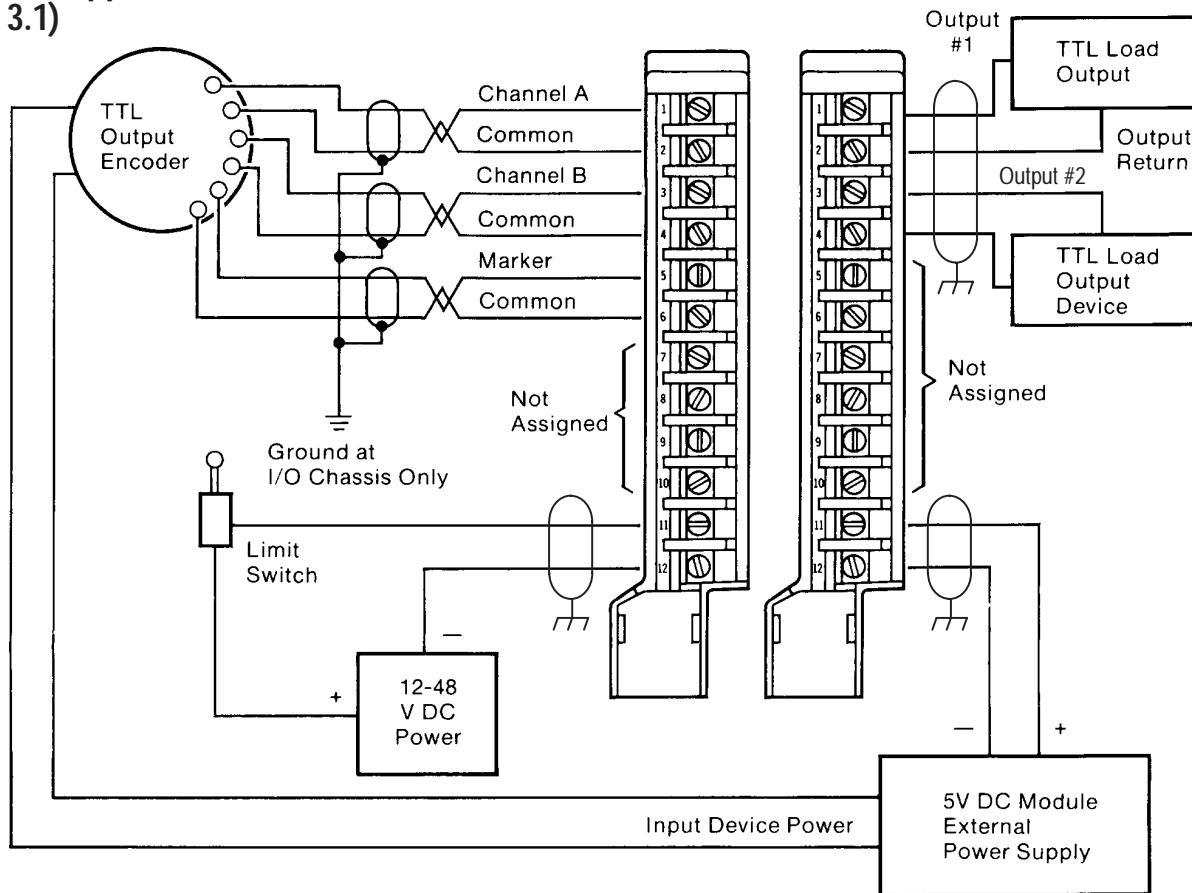 3.1)
Output
#1
TTL Load
Output
TTL
Output
Encoder
Channel A
Common
Channel B
Common
Marker
Common
1
2
3
4
5
6
7
8
9
10
11
12
1
2
3
4
5
6
7
8
9
10
11
12
Output
Return
Output #2
TTL Load
Output
Device
Not
Assigned
Not
Assigned
Ground at
I/O Chassis Only
Limit
Switch
—
+
12-48
V DC
Power
—
+
Input Device Power
5V DC Module
External
Power Supply